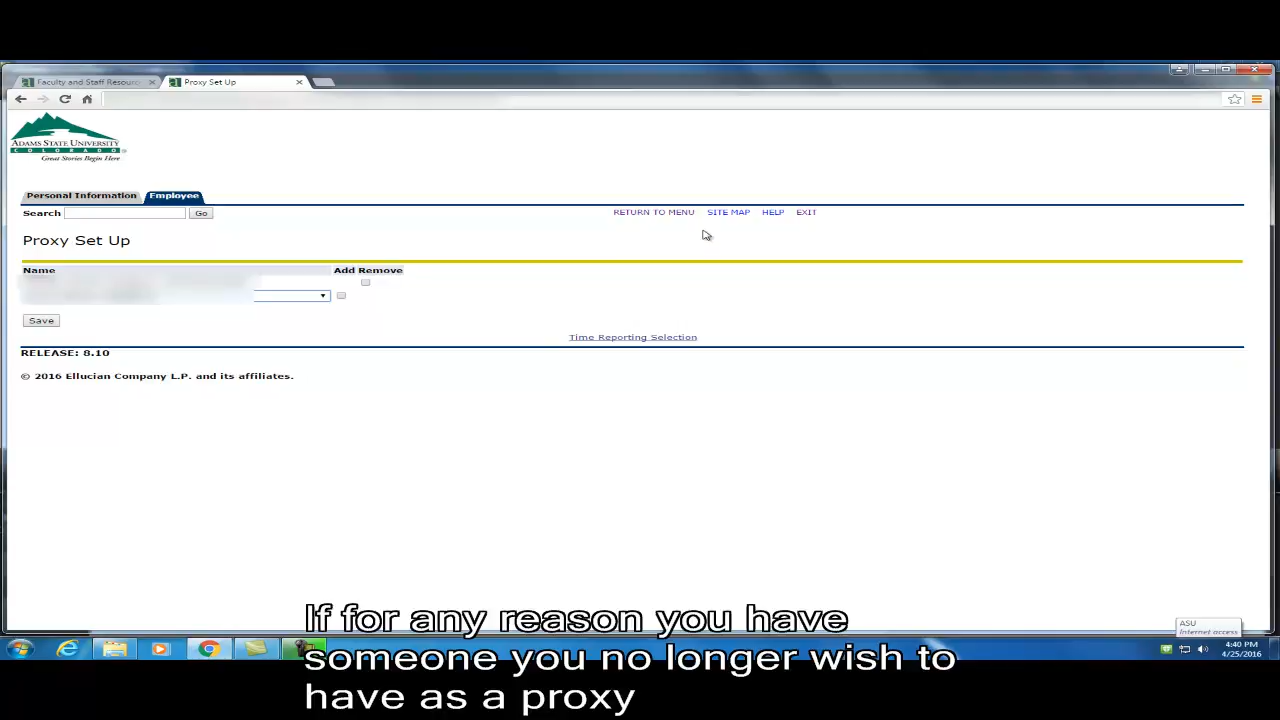 Faculty and Staff Resourc
Proxy Set Up
ADAMS STATE UNIVERSITY
COLORADO
Great Stories Begin Here
Personal Information Employee
Search Go RETURN TO MENU SITE MAP HELP EXIT
Proxy Set Up
Name Add Remove
Save
Time Reporting Selection
RELEASE: 8.10
© 2016 Ellucian Company L.P. and its affiliates.
If for any reason you have
someone you no longer wish to
have as a proxy
ASU
Internet access
4:40 PM
4/25/2016